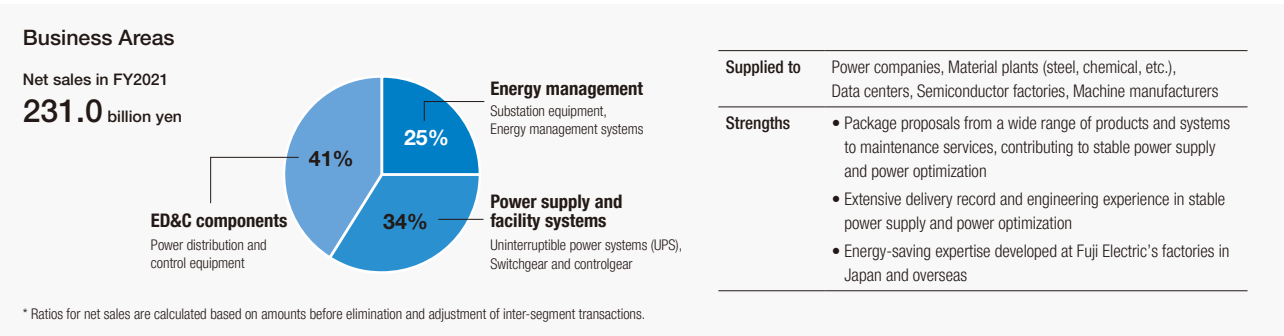 Business Areas
Net sales in FY2021
231.0 billion yen
25%
34%
41%
Energy management
Substation equipment,
Energy management systems
Power supply and
facility systems
Uninterruptible power systems (UPS),
Switchgear and controlgear
ED&C components
Power distribution and
control equipment
Supplied to
Power companies, Material plants (steel, chemical, etc.),
Data centers, Semiconductor factories, Machine manufacturers
Strengths
• Package proposals from a wide range of products and systems
to maintenance services, contributing to stable power supply
and power optimization
• Extensive delivery record and engineering experience in stable
power supply and power optimization
• Energy-saving expertise developed at Fuji Electric's factories in
Japan and overseas
* Ratios for net sales are calculated based on amounts before elimination and adjustment of inter-segment transactions.